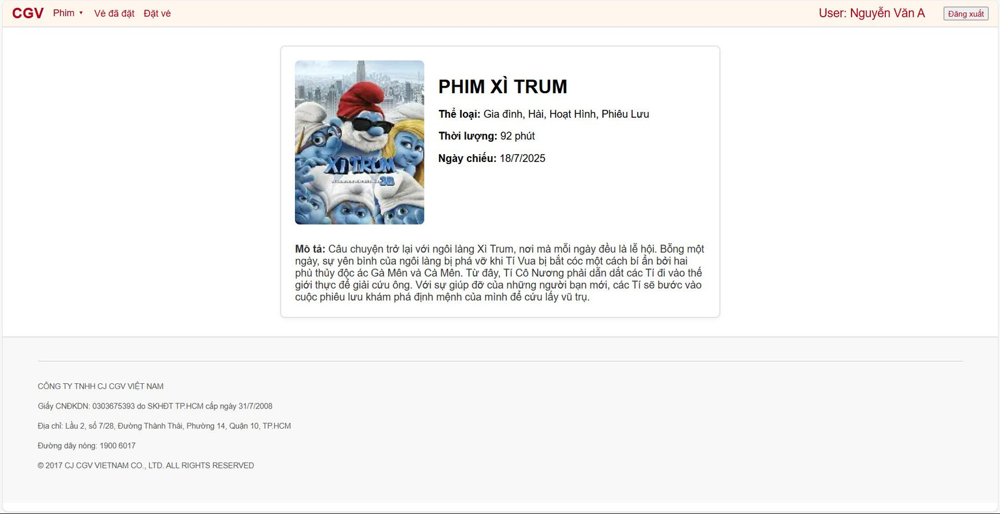 CGV Phim ▼ Vé đã đặt Đặt vé User: Nguyễn Văn A Đăng xuất
PHIM XÌ TRUM
Thể loại: Gia đình, Hài, Hoạt Hình, Phiêu Lưu
Thời lượng: 92 phút
Ngày chiếu: 18/7/2025
XÌ TRUM
3D
Mô tả: Câu chuyện trở lại với ngôi làng Xì Trum, nơi mà mỗi ngày đều là lễ hội. Bỗng một
ngày, sự yên bình của ngôi làng bị phá vỡ khi Tí Vua bị bắt cóc một cách bí ẩn bởi hai
phù thủy độc ác Gà Mên và Cà Mên. Từ đây, Tí Cô Nương phải dẫn dắt các Tí đi vào thế
giới thực để giải cứu ông. Với sự giúp đỡ của những người bạn mới, các Tí sẽ bước vào
cuộc phiêu lưu khám phá định mệnh của mình để cứu lấy vũ trụ.
CÔNG TY TNHH CJ CGV VIỆT NAM
Giấy CNĐKDN: 0303675393 do SKHĐT TP.HCM cấp ngày 31/7/2008
Địa chỉ: Lầu 2, số 7/28, Đường Thành Thái, Phường 14, Quận 10, TP.HCM
Đường dây nóng: 1900 6017
© 2017 CJ CGV VIETNAM CO., LTD. ALL RIGHTS RESERVED